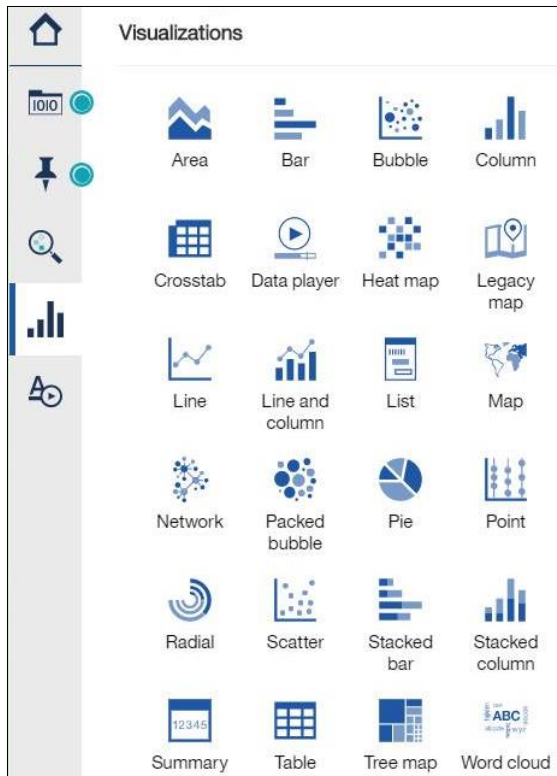 Visualizations
1010
Area
Bar
Bubble
Column
Crosstab
Data player
Heat map
Legacy
map
Line
Line and
column
List
Map
Network
Packed
bubble
Pie
Point
Radial
Scatter
Stacked
bar
Stacked
column
12345
ABC
Summary
Table
Tree map
Word cloud